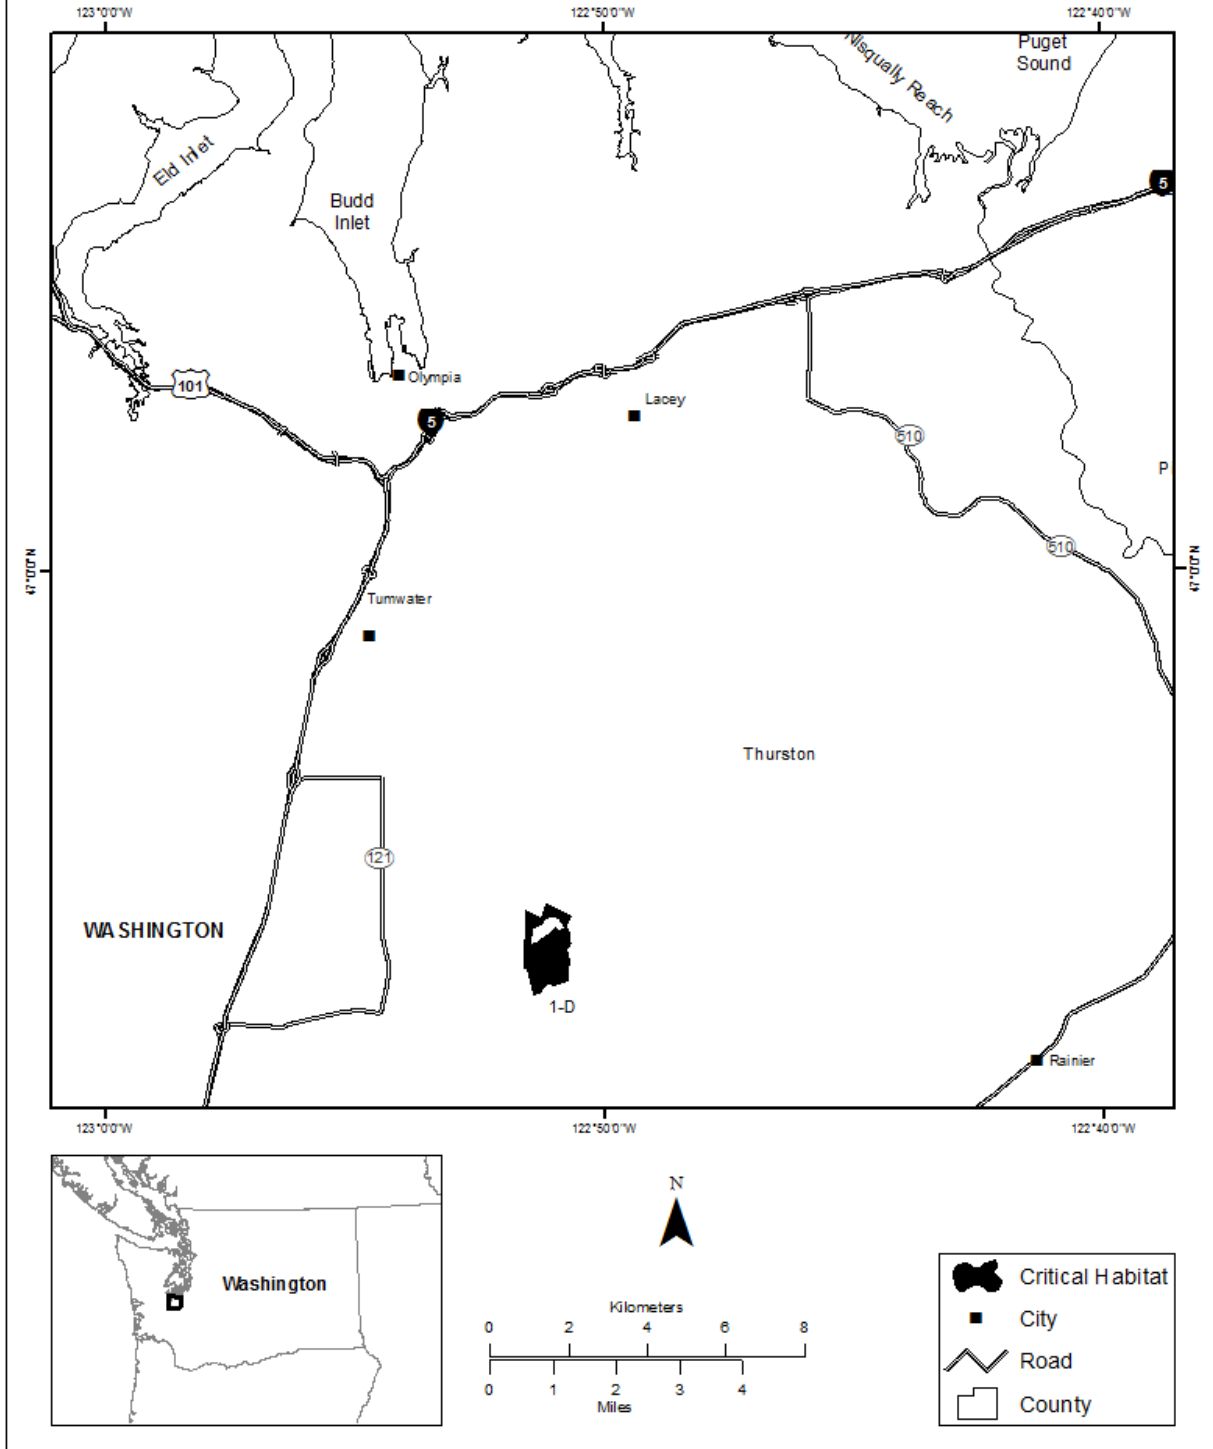 123°0'0"W 122°50'0"W 122°40'0"W
Puget
Sound
Nisqually Reach
Eld Inlet
5
Budd
Inlet
Olympia
101
Lacey
5
510
P
510
47°0'0"N 47°0'0"N
Tumwater
Thurston
121
WASHINGTON
1-D
Rainier
123°0'0"W 122°50'0"W 122°40'0"W
N
Washington
Kilometers
0 2 4 6 8
0 1 2 3 4
Miles
Critical Habitat
City
Road
County